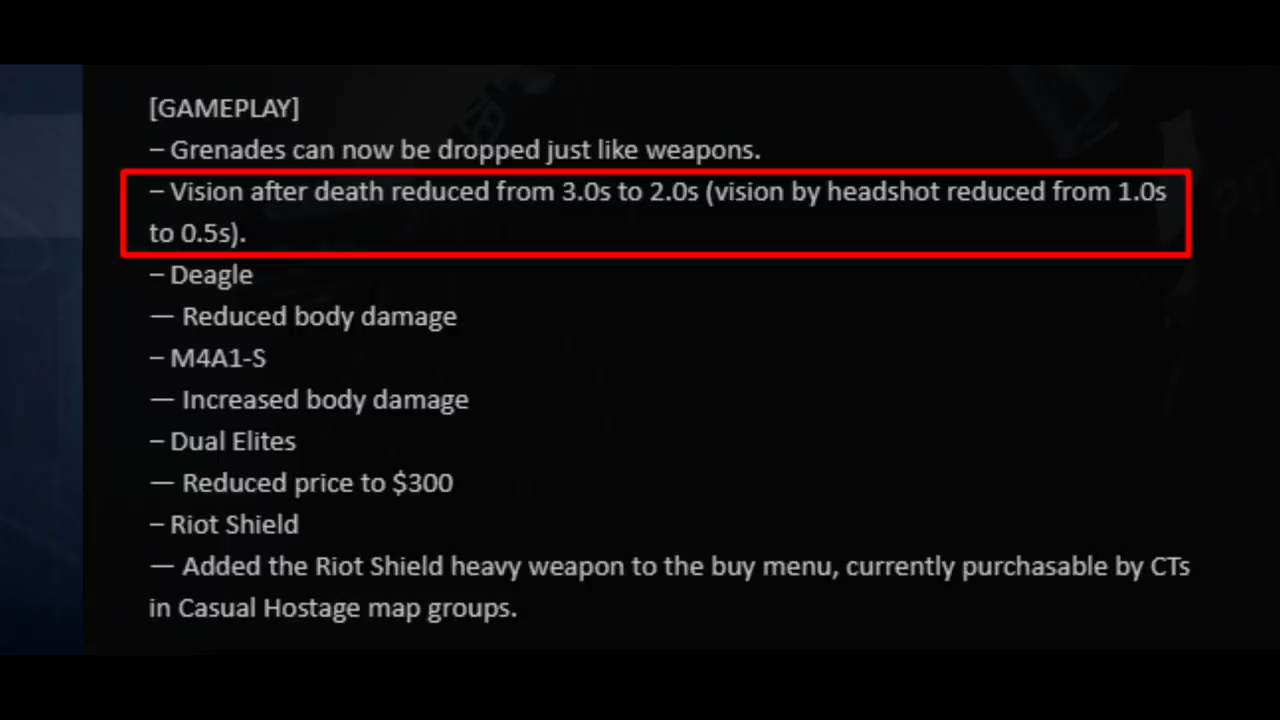 [GAMEPLAY]
– Grenades can now be dropped just like weapons.
– Vision after death reduced from 3.0s to 2.0s (vision by headshot reduced from 1.0s
to 0.5s).
– Deagle
— Reduced body damage
– M4A1-S
— Increased body damage
– Dual Elites
— Reduced price to $300
– Riot Shield
— Added the Riot Shield heavy weapon to the buy menu, currently purchasable by CTs
in Casual Hostage map groups.